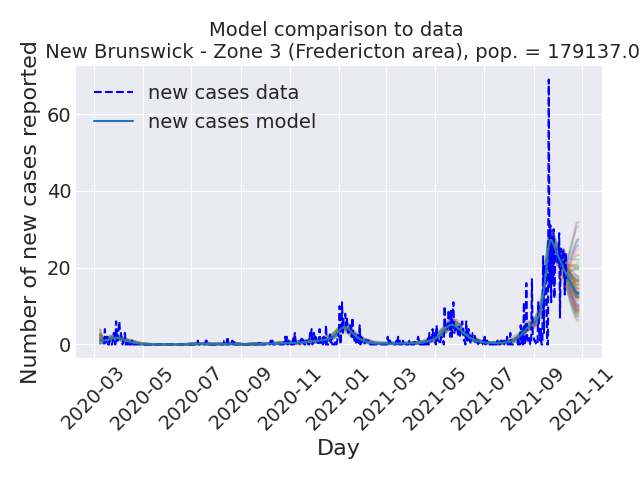 Model comparison to data
New Brunswick - Zone 3 (Fredericton area), pop. = 179137.0
Number of new cases reported
60
40
20
0
new cases data
new cases model
2020-03
2020-05
2020-07
2020-09
2020-11
2021-01
2021-03
2021-05
2021-07
2021-09
2021-11
Day